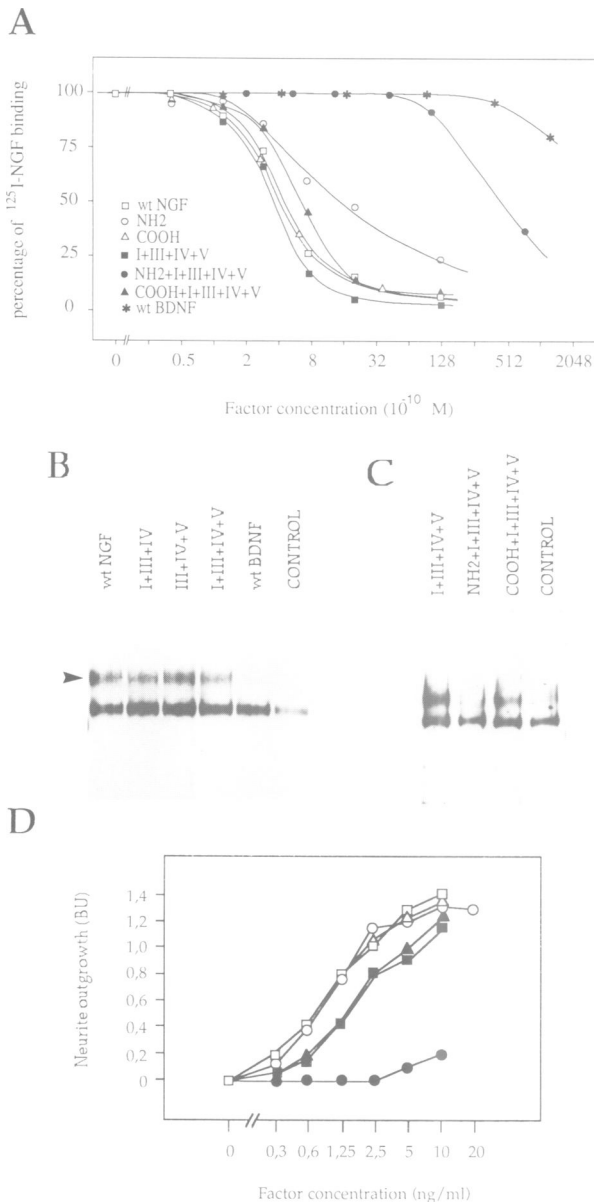 A
percentage of 125I-NGF binding
100
75
50
25
0
wt NGF
NH2
COOH
I+III+IV+V
NH2+I+III+IV+V
COOH+I+III+IV+V
wt BDNF
0
0.5
2
8
32
128
512
2048
Factor concentration (10-10 M)
B
wt NGF
I+III+IV
III+IV+V
I+III+IV+V
wt BDNF
CONTROL
C
I+III+IV+V
NH2+I+III+IV+V
COOH+I+III+IV+V
CONTROL
D
Neurite outgrowth (BU)
1,4
1,2
1,0
0,8
0,6
0,4
0,2
0
0
0,3
0,6
1,25
2,5
5
10
20
Factor concentration (ng/ml)